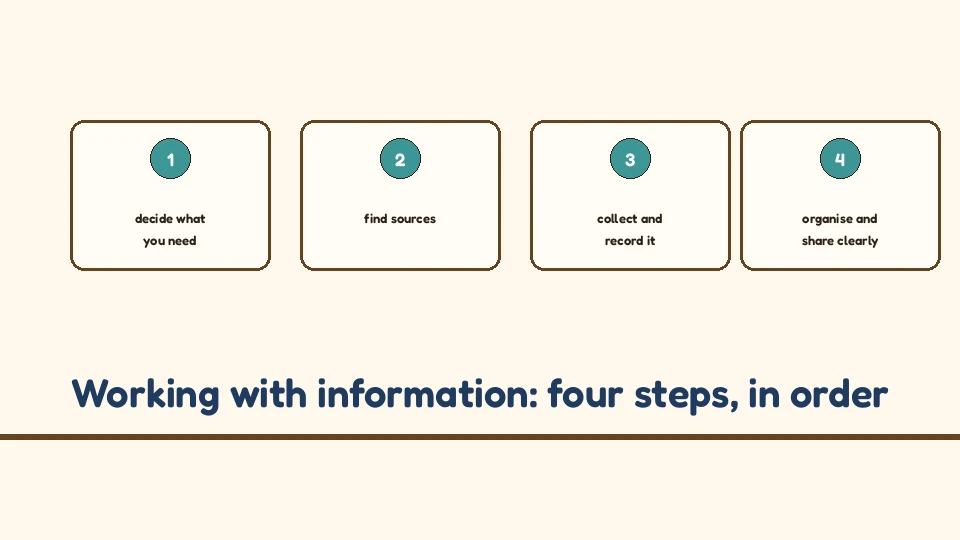 1
decide what
you need
2
find sources
3
collect and
record it
4
organise and
share clearly
Working with information: four steps, in order